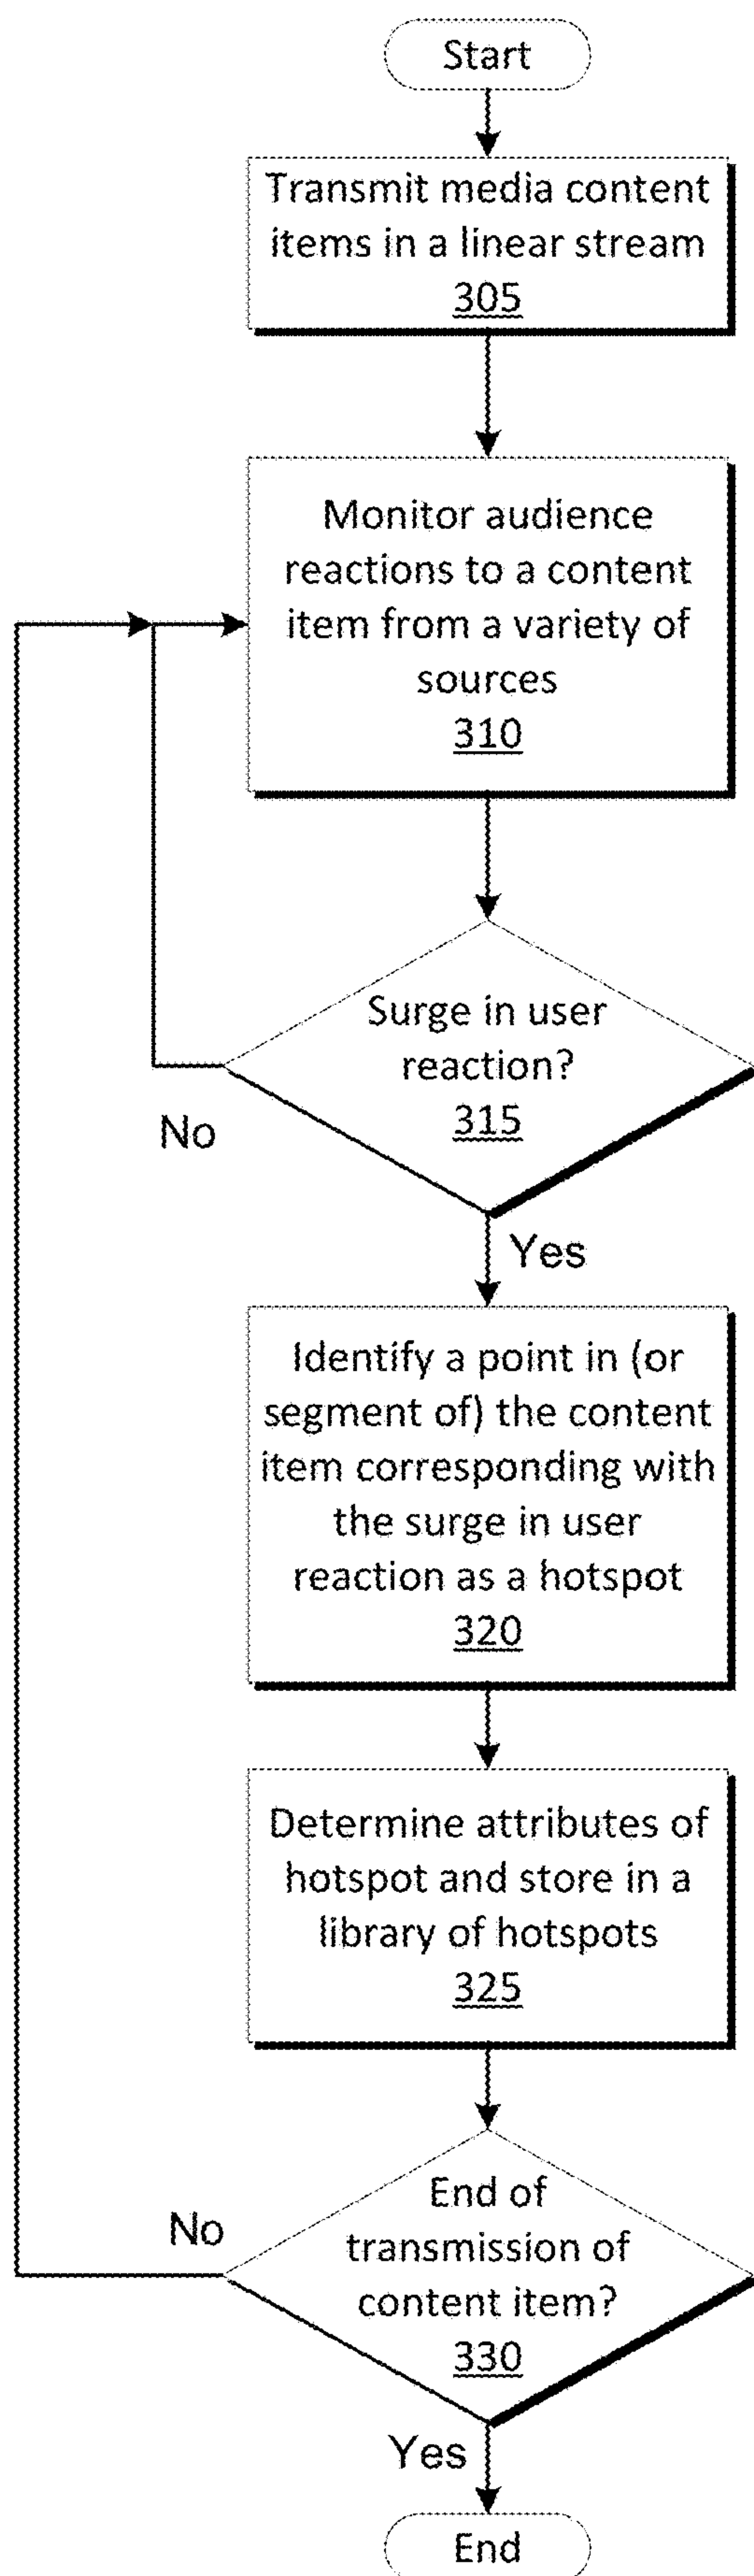 Start
Transmit media content
items in a linear stream
305
Monitor audience
reactions to a content
item from a variety of
sources
310
Surge in user
reaction?
315
No
Yes
Identify a point in (or
segment of) the content
item corresponding with
the surge in user
reaction as a hotspot
320
Determine attributes of
hotspot and store in a
library of hotspots
325
End of
transmission of
content item?
330
No
Yes
End